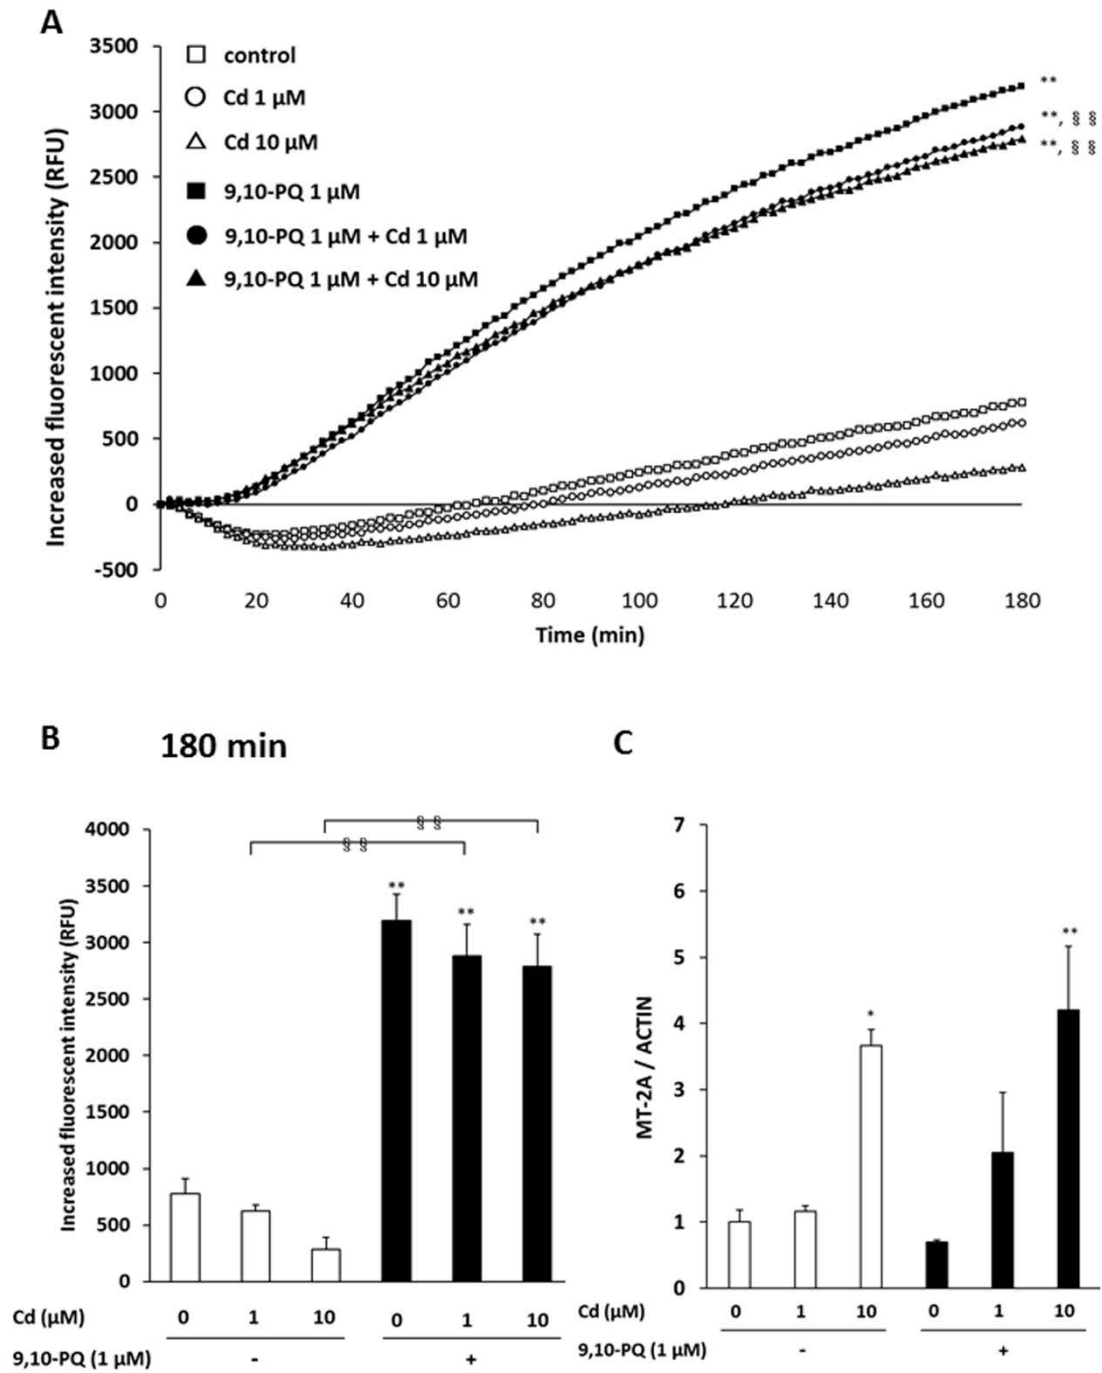 A
Increased fluorescent intensity (RFU)
3500
3000
2500
2000
1500
1000
500
0
-500
control
Cd 1 μM
Cd 10 μM
9,10-PQ 1 μM
9,10-PQ 1 μM + Cd 1 μM
9,10-PQ 1 μM + Cd 10 μM
**
**, § §
**, § §
0 20 40 60 80 100 120 140 160 180
Time (min)
B
180 min
Increased fluorescent intensity (RFU)
4000
3500
3000
2500
2000
1500
1000
500
0
§ §
§ §
** ** **
Cd (μM) 0 1 10 0 1 10
9,10-PQ (1 μM) - +
C
MT-2A / ACTIN
7
6
5
4
3
2
1
0
* **
Cd (μM) 0 1 10 0 1 10
9,10-PQ (1 μM) - +